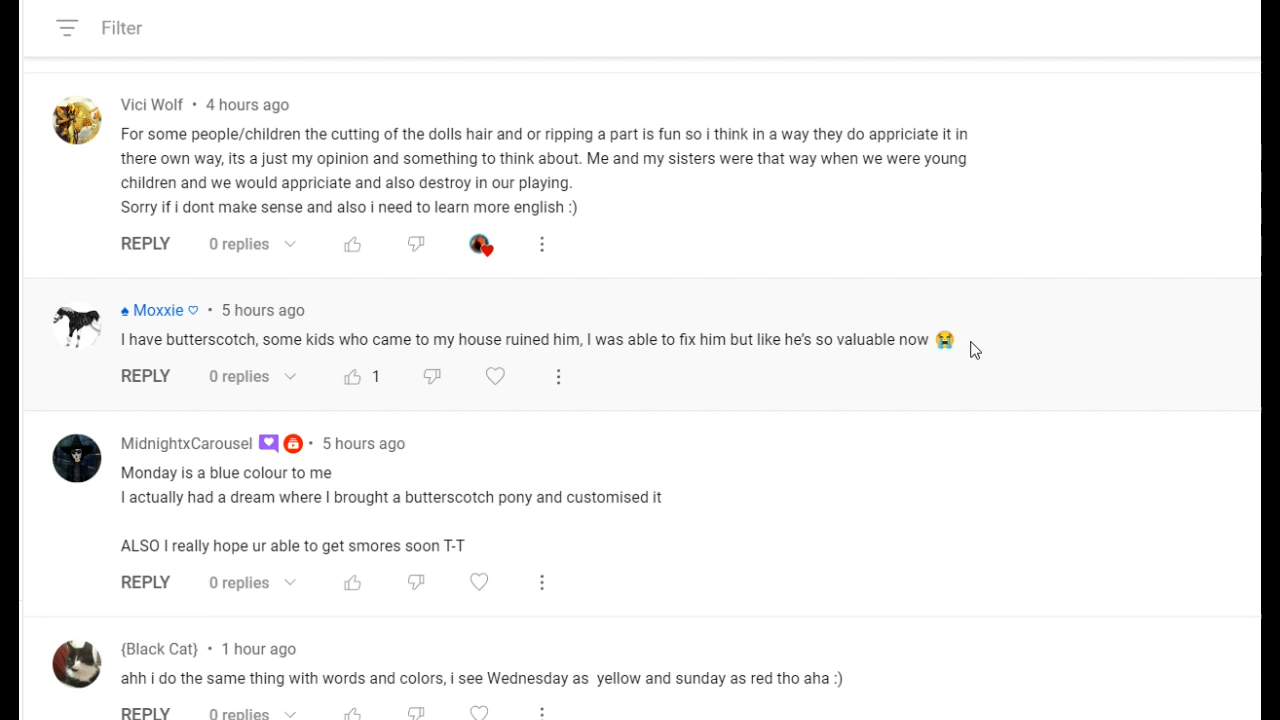 Filter
Vici Wolf • 4 hours ago
For some people/children the cutting of the dolls hair and or ripping a part is fun so i think in a way they do appriciate it in
there own way, its a just my opinion and something to think about. Me and my sisters were that way when we were young
children and we would appriciate and also destroy in our playing.
Sorry if i dont make sense and also i need to learn more english :)
REPLY 0 replies
♠ Moxxie ♡ • 5 hours ago
I have butterscotch, some kids who came to my house ruined him, I was able to fix him but like he's so valuable now 😭
REPLY 0 replies 1
MidnightxCarousel • 5 hours ago
Monday is a blue colour to me
I actually had a dream where I brought a butterscotch pony and customised it
ALSO I really hope ur able to get smores soon T-T
REPLY 0 replies
{Black Cat} • 1 hour ago
ahh i do the same thing with words and colors, i see Wednesday as yellow and sunday as red tho aha :)
REPLY 0 replies